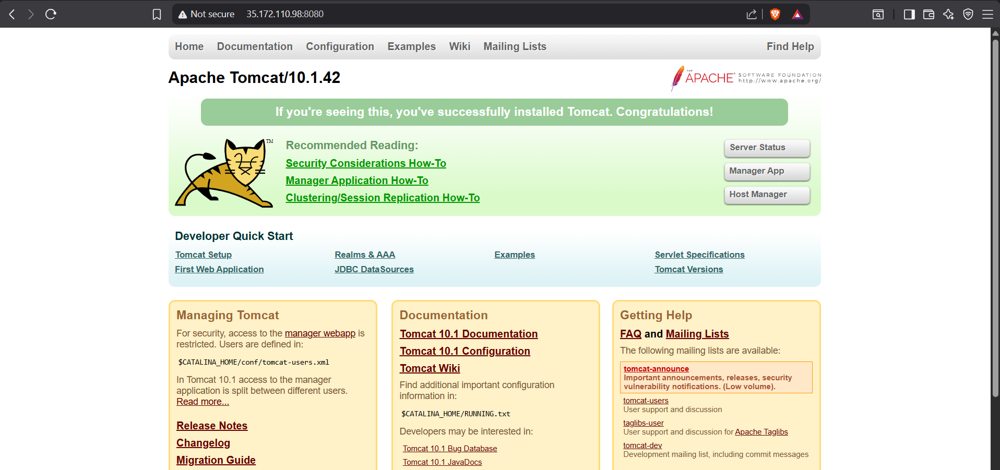 Not secure 35.172.110.98:8080
Home Documentation Configuration Examples Wiki Mailing Lists Find Help
Apache Tomcat/10.1.42
THE APACHE SOFTWARE FOUNDATION
http://www.apache.org/
If you're seeing this, you've successfully installed Tomcat. Congratulations!
TM
Recommended Reading:
Security Considerations How-To
Manager Application How-To
Clustering/Session Replication How-To
Server Status
Manager App
Host Manager
Developer Quick Start
Tomcat Setup
First Web Application
Realms & AAA
JDBC DataSources
Examples
Servlet Specifications
Tomcat Versions
Managing Tomcat
For security, access to the manager webapp is
restricted. Users are defined in:
$CATALINA_HOME/conf/tomcat-users.xml
In Tomcat 10.1 access to the manager
application is split between different users.
Read more...
Release Notes
Changelog
Migration Guide
Documentation
Tomcat 10.1 Documentation
Tomcat 10.1 Configuration
Tomcat Wiki
Find additional important configuration
information in:
$CATALINA_HOME/RUNNING.txt
Developers may be interested in:
Tomcat 10.1 Bug Database
Tomcat 10.1 JavaDocs
Getting Help
FAQ and Mailing Lists
The following mailing lists are available:
tomcat-announce
Important announcements, releases, security
vulnerability notifications. (Low volume).
tomcat-users
User support and discussion
taglibs-user
User support and discussion for Apache Taglibs
tomcat-dev
Development mailing list, including commit messages